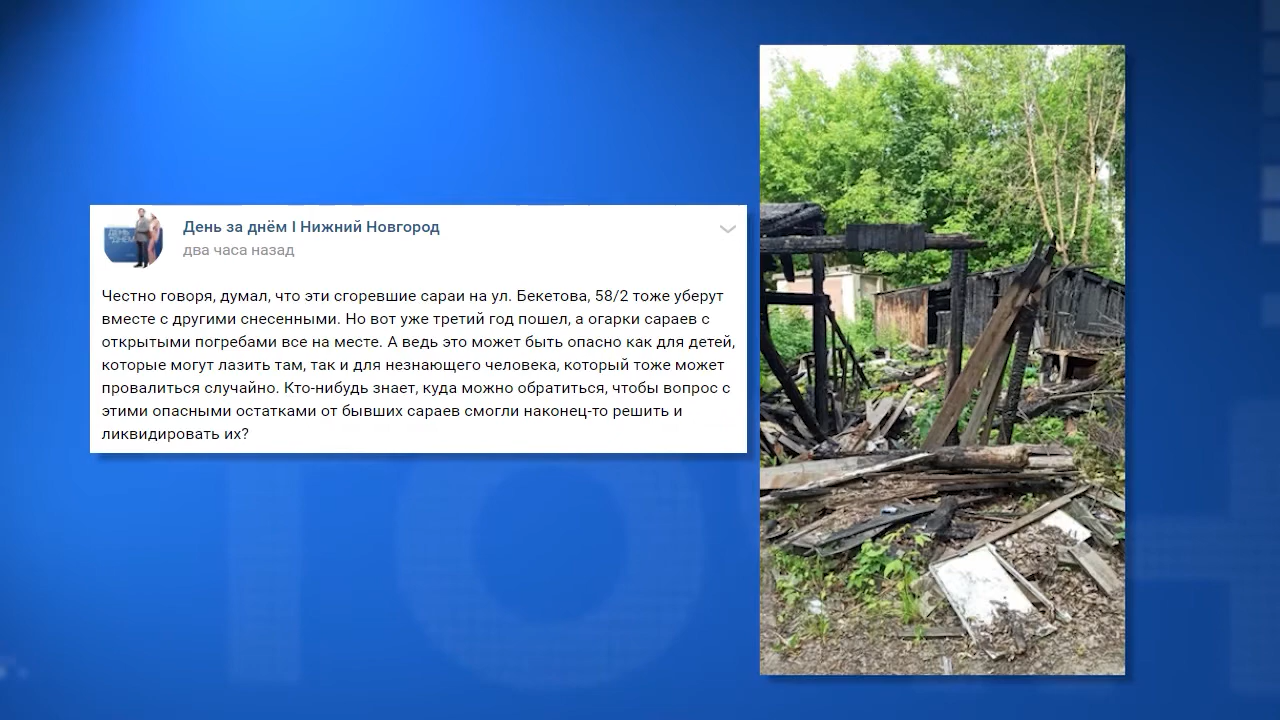 День за днём I Нижний Новгород
два часа назад
Честно говоря, думал, что эти сгоревшие сараи на ул. Бекетова, 58/2 тоже уберут
вместе с другими снесенными. Но вот уже третий год пошел, а огарки сараев с
открытыми погребами все на месте. А ведь это может быть опасно как для детей,
которые могут лазить там, так и для незнающего человека, который тоже может
провалиться случайно. Кто-нибудь знает, куда можно обратиться, чтобы вопрос с
этими опасными остатками от бывших сараев смогли наконец-то решить и
ликвидировать их?